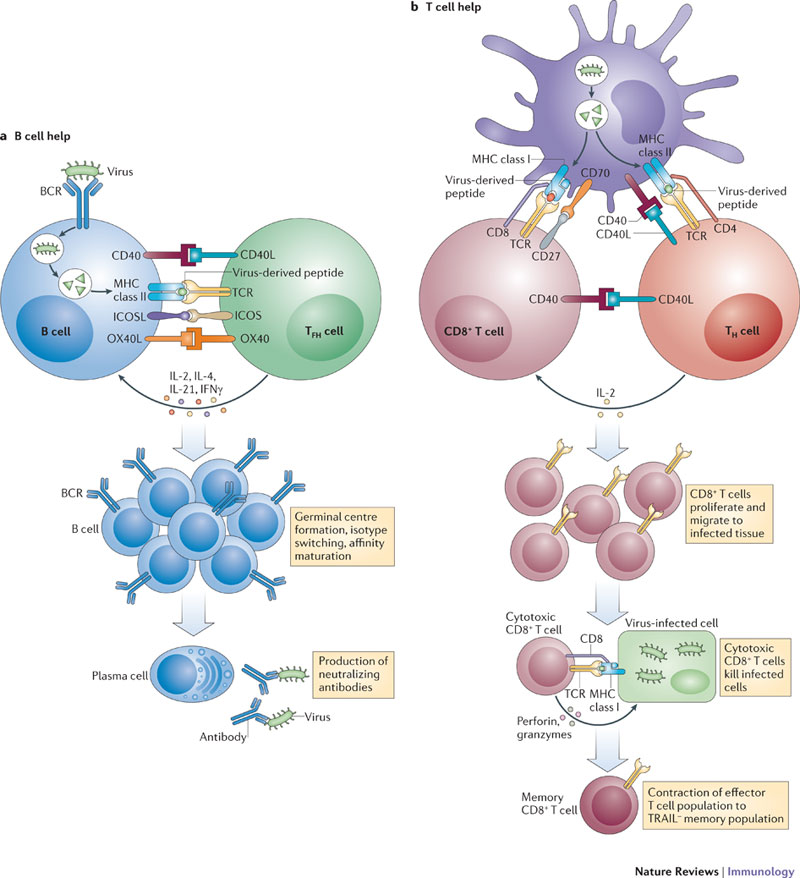 a B cell help
Virus
BCR
CD40
CD40L
Virus-derived peptide
MHC
class II
TCR
ICOSL
ICOS
OX40L
OX40
B cell
TFH cell
IL-2, IL-4,
IL-21, IFNγ
BCR
B cell
Germinal centre
formation, isotype
switching, affinity
maturation
Plasma cell
Production of
neutralizing
antibodies
Virus
Antibody
b T cell help
MHC class I
MHC
class II
CD70
Virus-derived
peptide
Virus-derived
peptide
CD8
TCR
CD27
CD40
CD40L
TCR
CD4
CD40
CD40L
CD8⁺ T cell
TH cell
IL-2
CD8⁺ T cells
proliferate and
migrate to
infected tissue
Cytotoxic
CD8⁺ T cell
CD8
Virus-infected cell
TCR
MHC
class I
Perforin,
granzymes
Cytotoxic
CD8⁺ T cells
kill infected
cells
Memory
CD8⁺ T cell
Contraction of effector
T cell population to
TRAIL⁻ memory population
Nature Reviews | Immunology